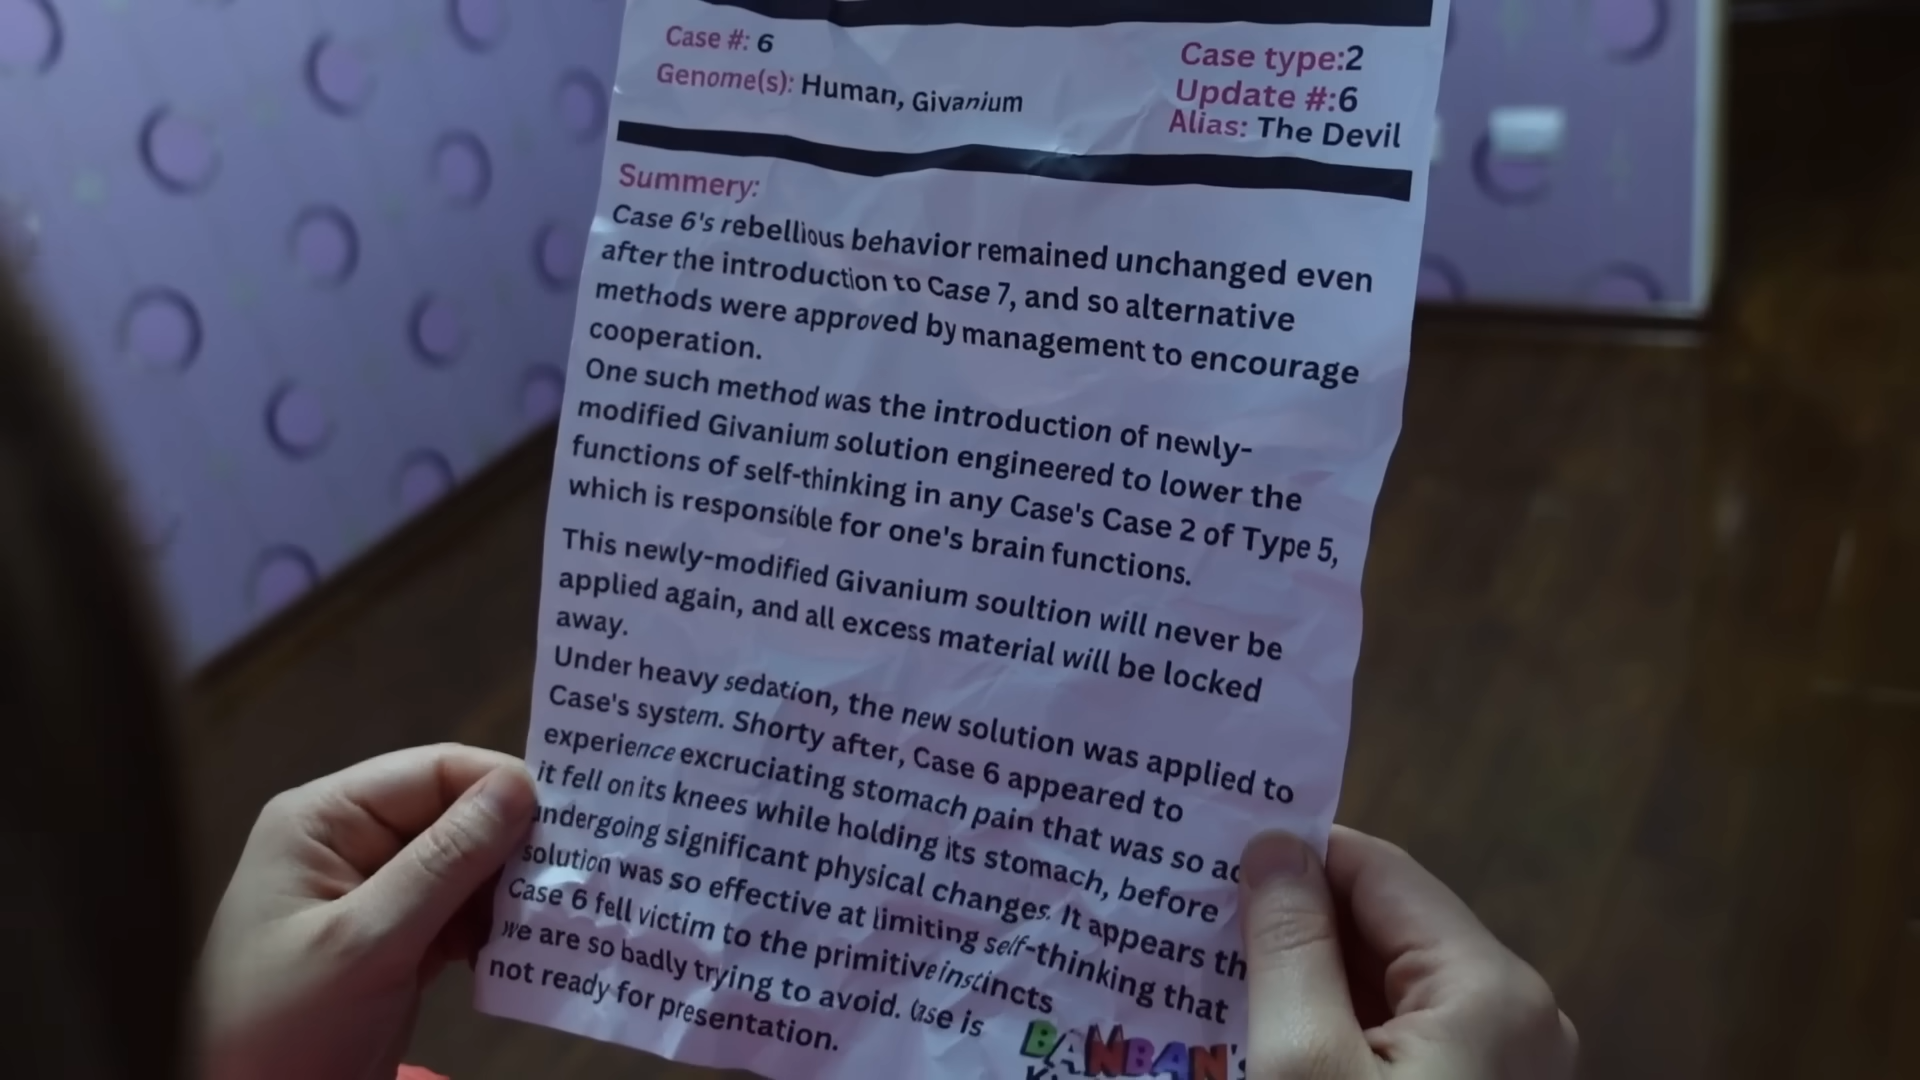 Case #: 6
Genome(s): Human, Givanium
Case type:2
Update #:6
Alias: The Devil
Summery:
Case 6's rebellious behavior remained unchanged even
after the introduction to Case 7, and so alternative
methods were approved by management to encourage
cooperation.
One such method was the introduction of newly-
modified Givanium solution engineered to lower the
functions of self-thinking in any Case's Case 2 of Type 5,
which is responsible for one's brain functions.
This newly-modified Givanium soultion will never be
applied again, and all excess material will be locked
away.
Under heavy sedation, the new solution was applied to
Case's system. Shorty after, Case 6 appeared to
experience excruciating stomach pain that was so
it fell on its knees while holding its stomach, before
undergoing significant physical changes. It appears
solution was so effective at limiting self-thinking that
Case 6 fell victim to the primitive instincts
we are so badly trying to avoid. Case is
not ready for presentation.
BANBAN's